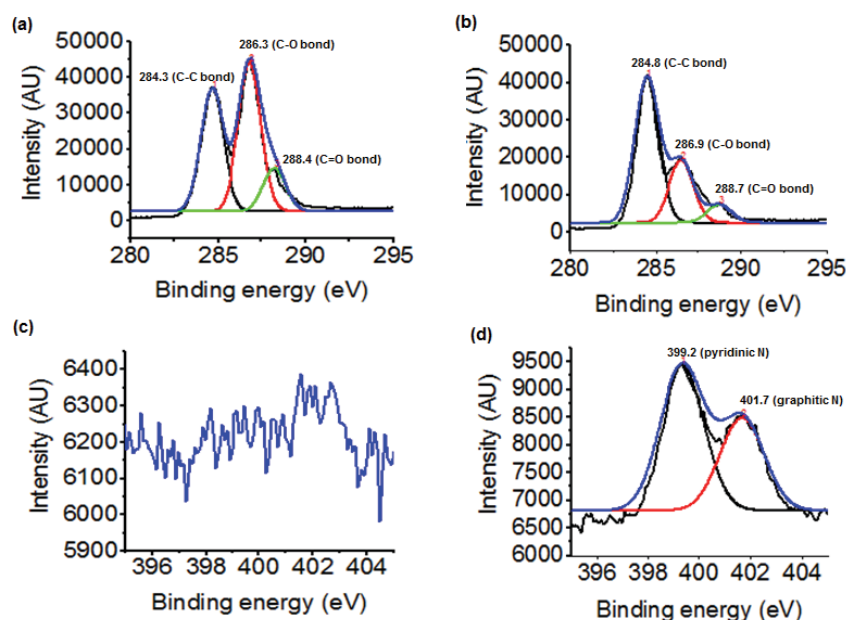 (a)
286.3 (C-O bond)
284.3 (C-C bond)
288.4 (C=O bond)
Intensity (AU)
50000
40000
30000
20000
10000
0
280 285 290 295
Binding energy (eV)
(b)
284.8 (C-C bond)
286.9 (C-O bond)
288.7 (C=O bond)
Intensity (AU)
50000
40000
30000
20000
10000
0
280 285 290 295
Binding energy (eV)
(c)
Intensity (AU)
6400
6300
6200
6100
6000
5900
396 398 400 402 404
Binding energy (eV)
(d)
399.2 (pyridinic N)
401.7 (graphitic N)
Intensity (AU)
9500
9000
8500
8000
7500
7000
6500
6000
396 398 400 402 404
Binding energy (eV)